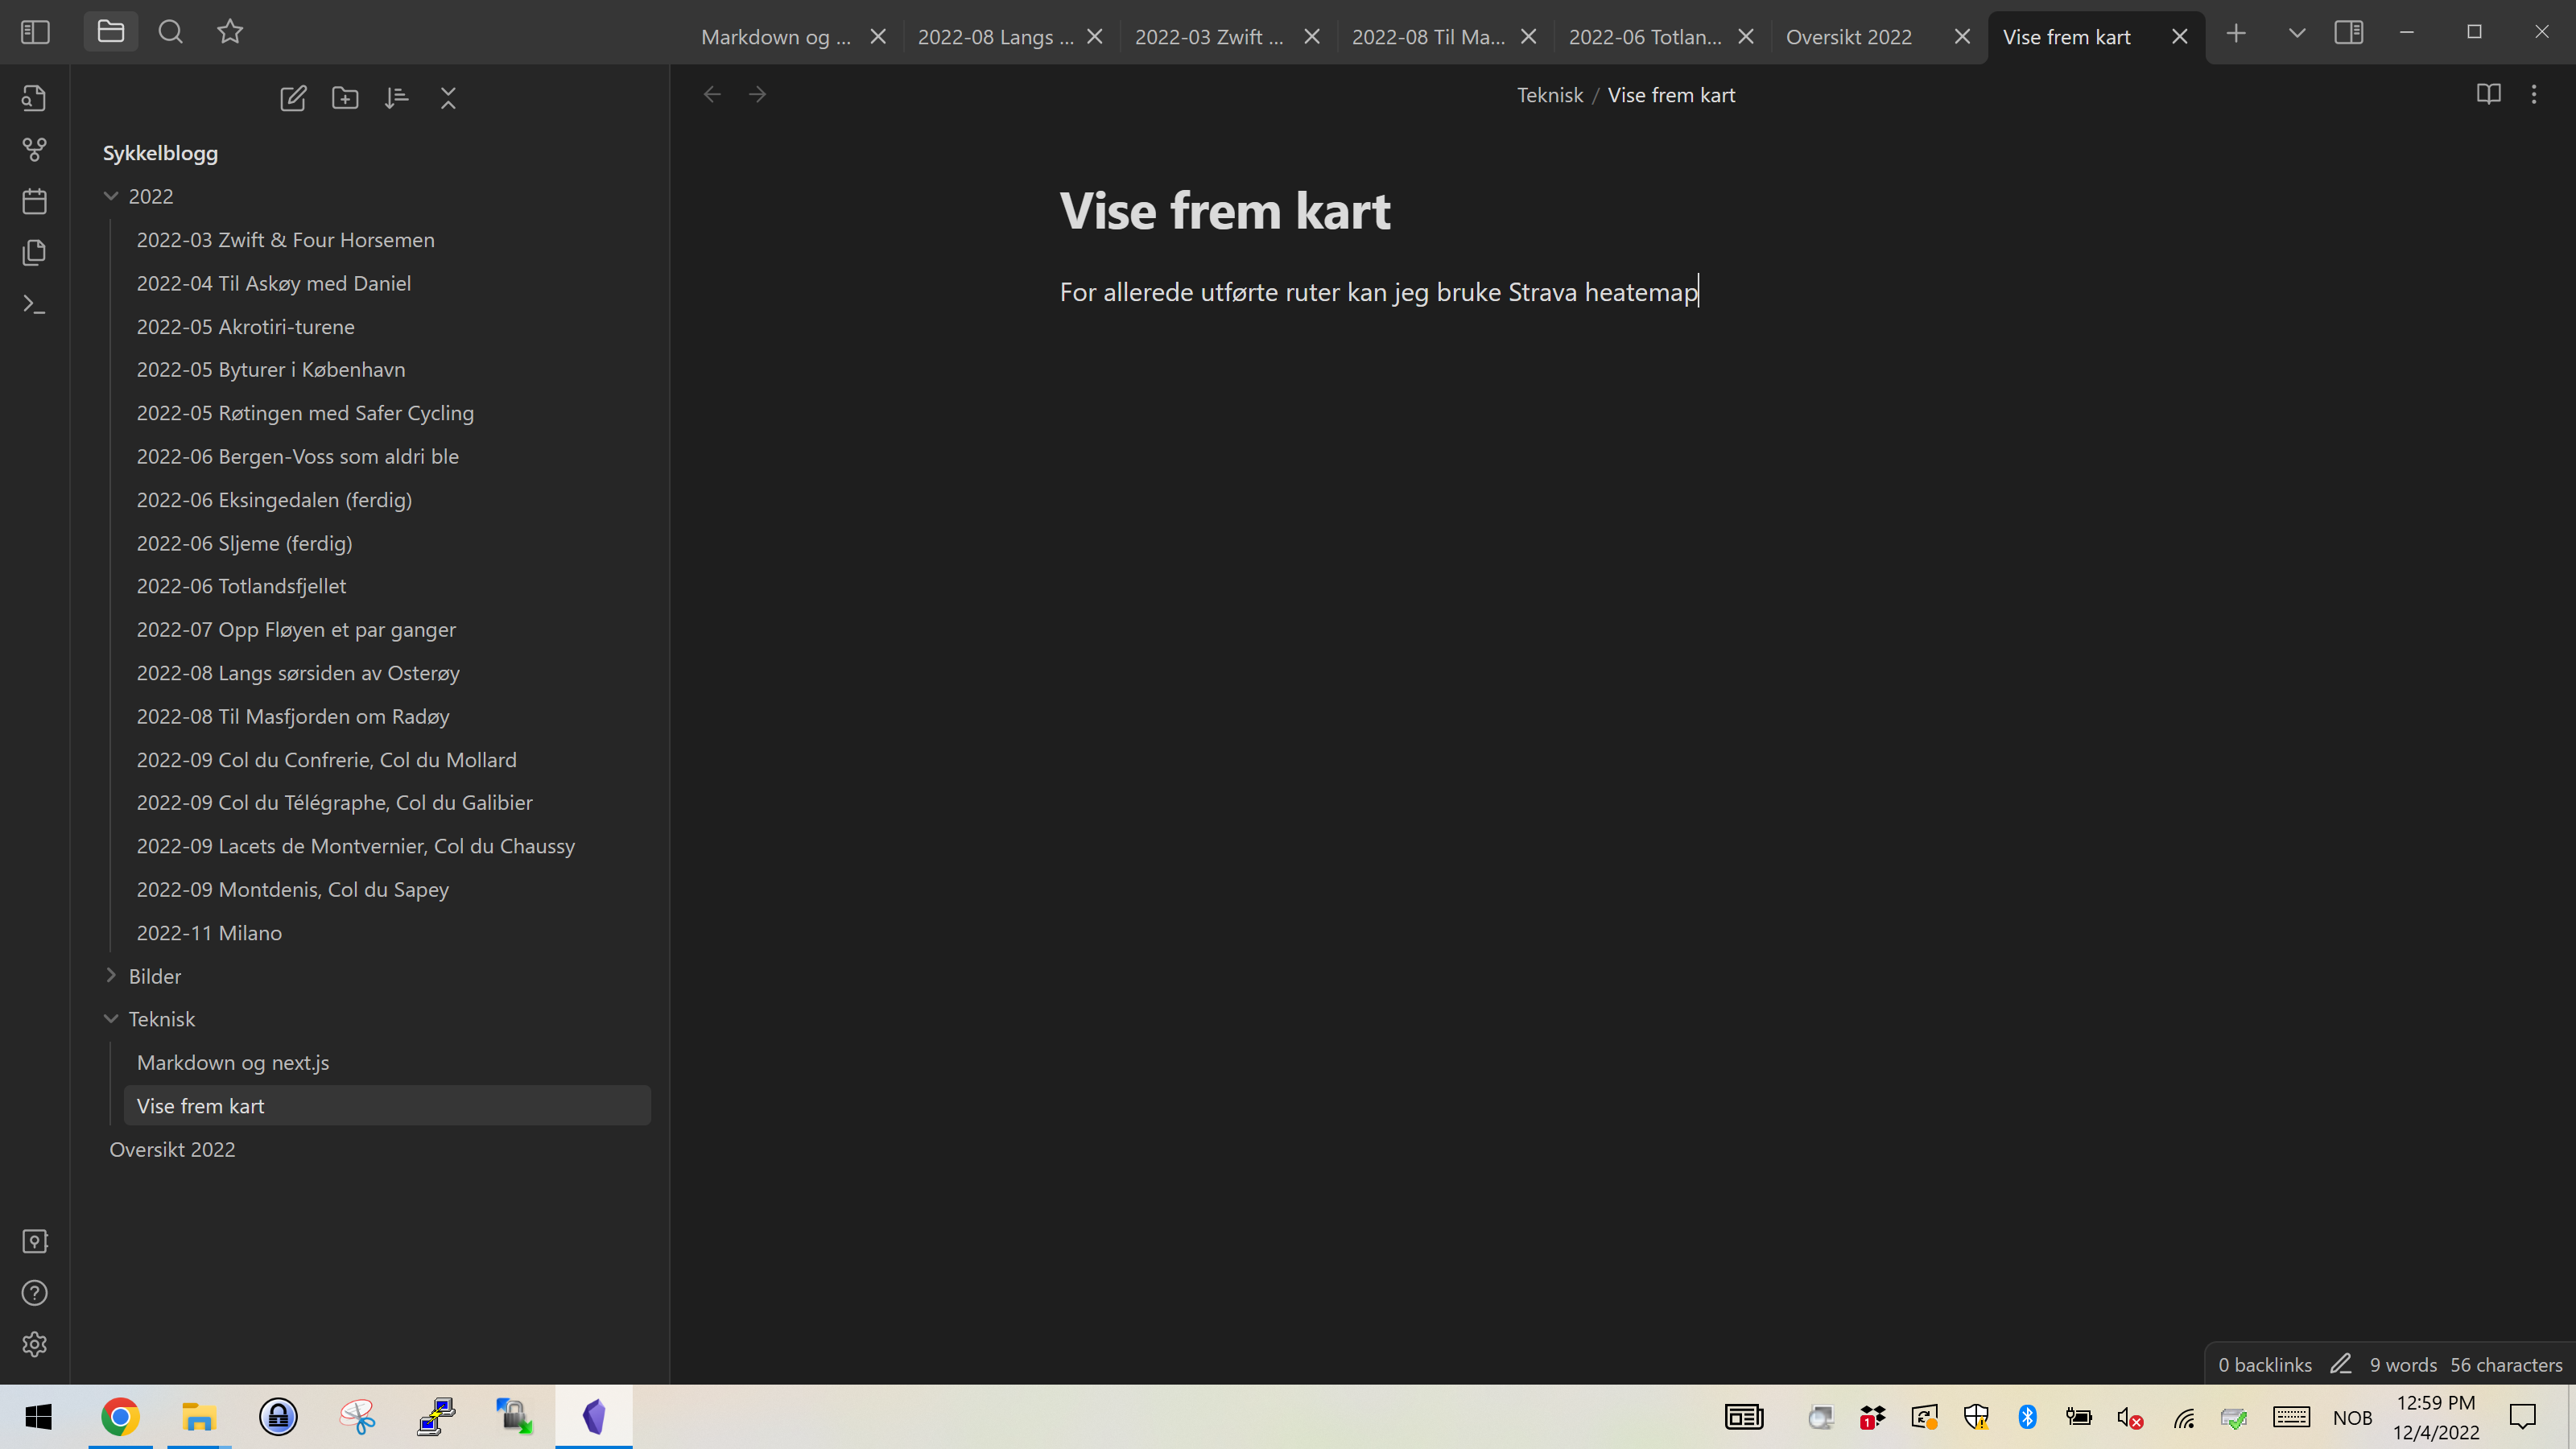 Markdown og ...
2022-08 Langs ...
2022-03 Zwift ...
2022-08 Til Ma...
2022-06 Totlan...
Oversikt 2022
Vise frem kart
Teknisk / Vise frem kart
Sykkelblogg
2022
2022-03 Zwift & Four Horsemen
2022-04 Til Askøy med Daniel
2022-05 Akrotiri-turene
2022-05 Byturer i København
2022-05 Røtingen med Safer Cycling
2022-06 Bergen-Voss som aldri ble
2022-06 Eksingedalen (ferdig)
2022-06 Sljeme (ferdig)
2022-06 Totlandsfjellet
2022-07 Opp Fløyen et par ganger
2022-08 Langs sørsiden av Osterøy
2022-08 Til Masfjorden om Radøy
2022-09 Col du Confrerie, Col du Mollard
2022-09 Col du Télégraphe, Col du Galibier
2022-09 Lacets de Montvernier, Col du Chaussy
2022-09 Montdenis, Col du Sapey
2022-11 Milano
Bilder
Teknisk
Markdown og next.js
Vise frem kart
Oversikt 2022
Vise frem kart
For allerede utførte ruter kan jeg bruke Strava heatemap
0 backlinks 9 words 56 characters
1
NOB
12:59 PM
12/4/2022